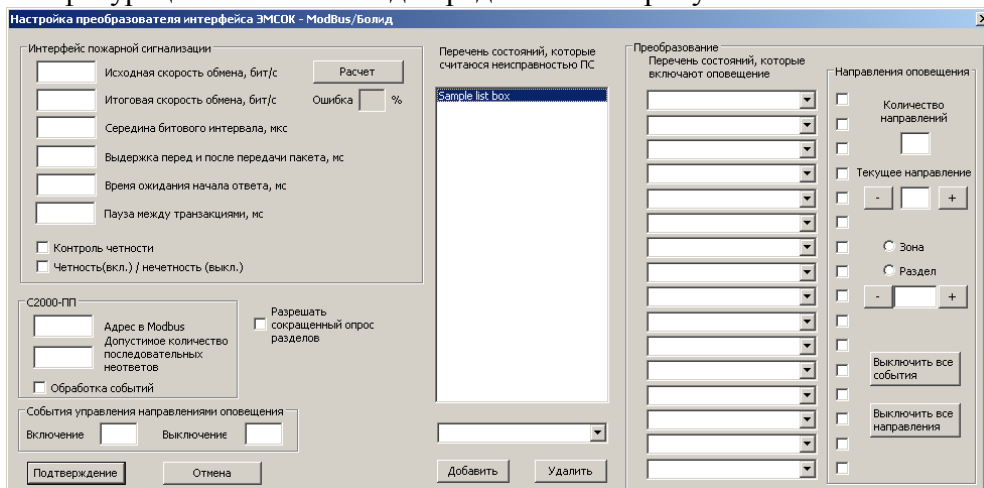 Настройка преобразователя интерфейса ЭМСОК - ModBus/Болид
Интерфейс пожарной сигнализации
Исходная скорость обмена, бит/с
Расчет
Итоговая скорость обмена, бит/с
Ошибка
%
Середина битового интервала, мкс
Выдержка перед и после передачи пакета, мс
Время ожидания начала ответа, мс
Пауза между транзакциями, мс
Контроль четности
Четность(вкл.) / нечетность (выкл.)
С2000-ПП
Адрес в Modbus
Допустимое количество
последовательных
неответов
Обработка событий
Разрешать
сокращенный опрос
разделов
События управления направлениями оповещения
Включение
Выключение
Подтверждение
Отмена
Перечень состояний, которые
считаюся неисправностью ПС
Sample list box
Добавить
Удалить
Преобразование
Перечень состояний, которые
включают оповещение
Направления оповещения
Количество
направлений
Текущее направление
-
+
Зона
Раздел
-
+
Выключить все
события
Выключить все
направления